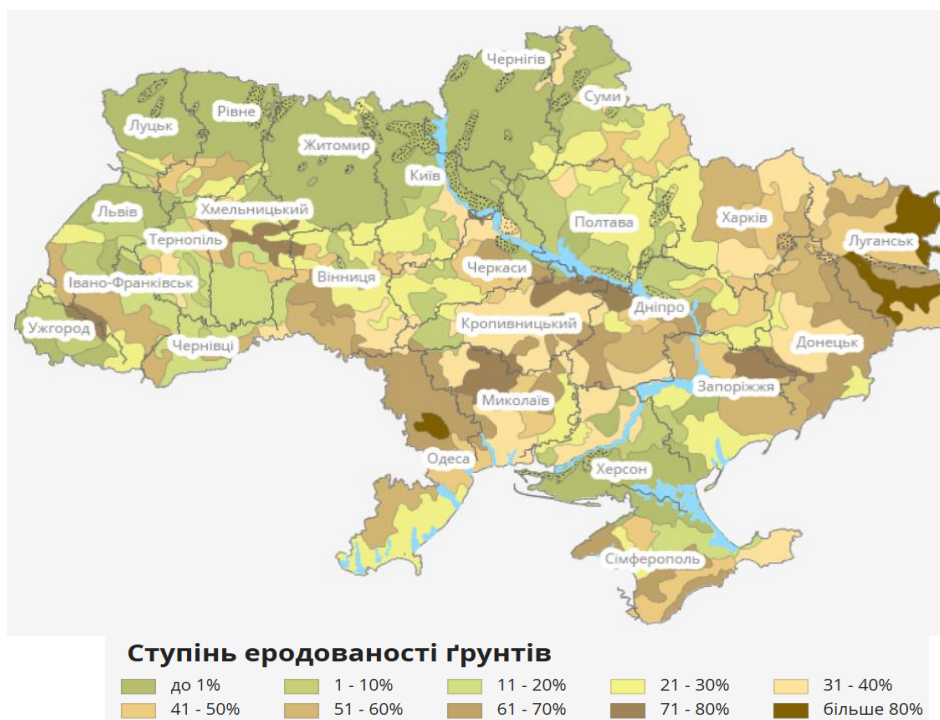 Чернігів
Суми
Рівне
Луцьк
Житомир
Київ
Львів
Хмельницький
Тернопіль
Полтава
Харків
Луганськ
Вінниця
Черкаси
Івано-Франківськ
Ужгород
Чернівці
Кропивницький
Дніпро
Донецьк
Запоріжжя
Миколаїв
Одеса
Херсон
Сімферополь
Ступінь еродованості ґрунтів
до 1% 1 - 10% 11 - 20% 21 - 30% 31 - 40%
41 - 50% 51 - 60% 61 - 70% 71 - 80% більше 80%